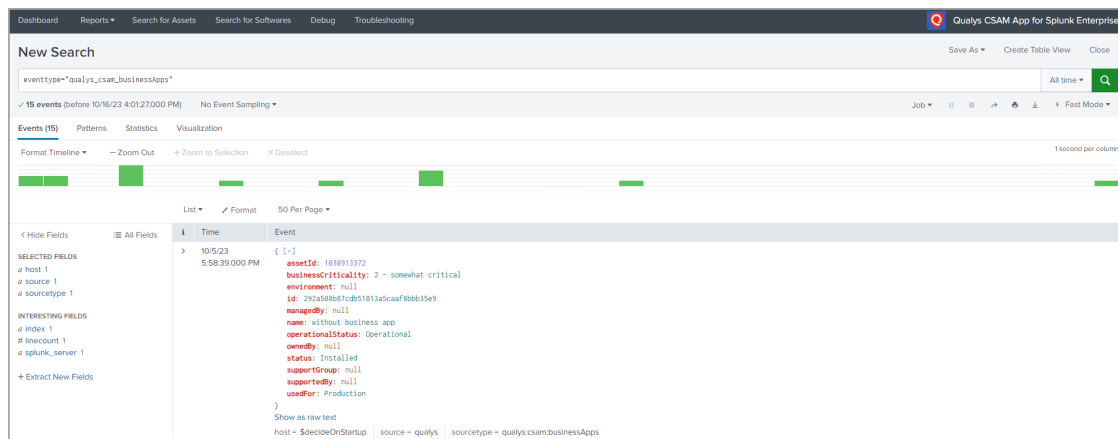 Dashboard Reports▾ Search for Assets Search for Softwares Debug Troubleshooting Qualys CSAM App for Splunk Enterprise
New Search Save As ▾ Create Table View Close
eventtype="qualys_csam_businessApps" All time ▾
✓ 15 events (before 10/16/23 4:01:27.000 PM) No Event Sampling ▾ Job ▾ Fast Mode ▾
Events (15) Patterns Statistics Visualization
Format Timeline ▾ — Zoom Out + Zoom to Selection × Deselect 1 second per column
List ▾ Format 50 Per Page ▾
< Hide Fields All Fields i Time Event
SELECTED FIELDS
a host 1
a source 1
a sourcetype 1
INTERESTING FIELDS
a index 1
# linecount 1
a splunk_server 1
+ Extract New Fields
> 10/5/23
5:58:39.000 PM
{ [-]
assetId: 1030913372
businessCriticality: 2 - somewhat critical
environment: null
id: 292a508b87cdb51013a5caaf8bbb35e9
managedBy: null
name: without business app
operationalStatus: Operational
ownedBy: null
status: Installed
supportGroup: null
supportedBy: null
usedFor: Production
}
Show as raw text
host = $decideOnStartup source = qualys sourcetype = qualys:csam:businessApps